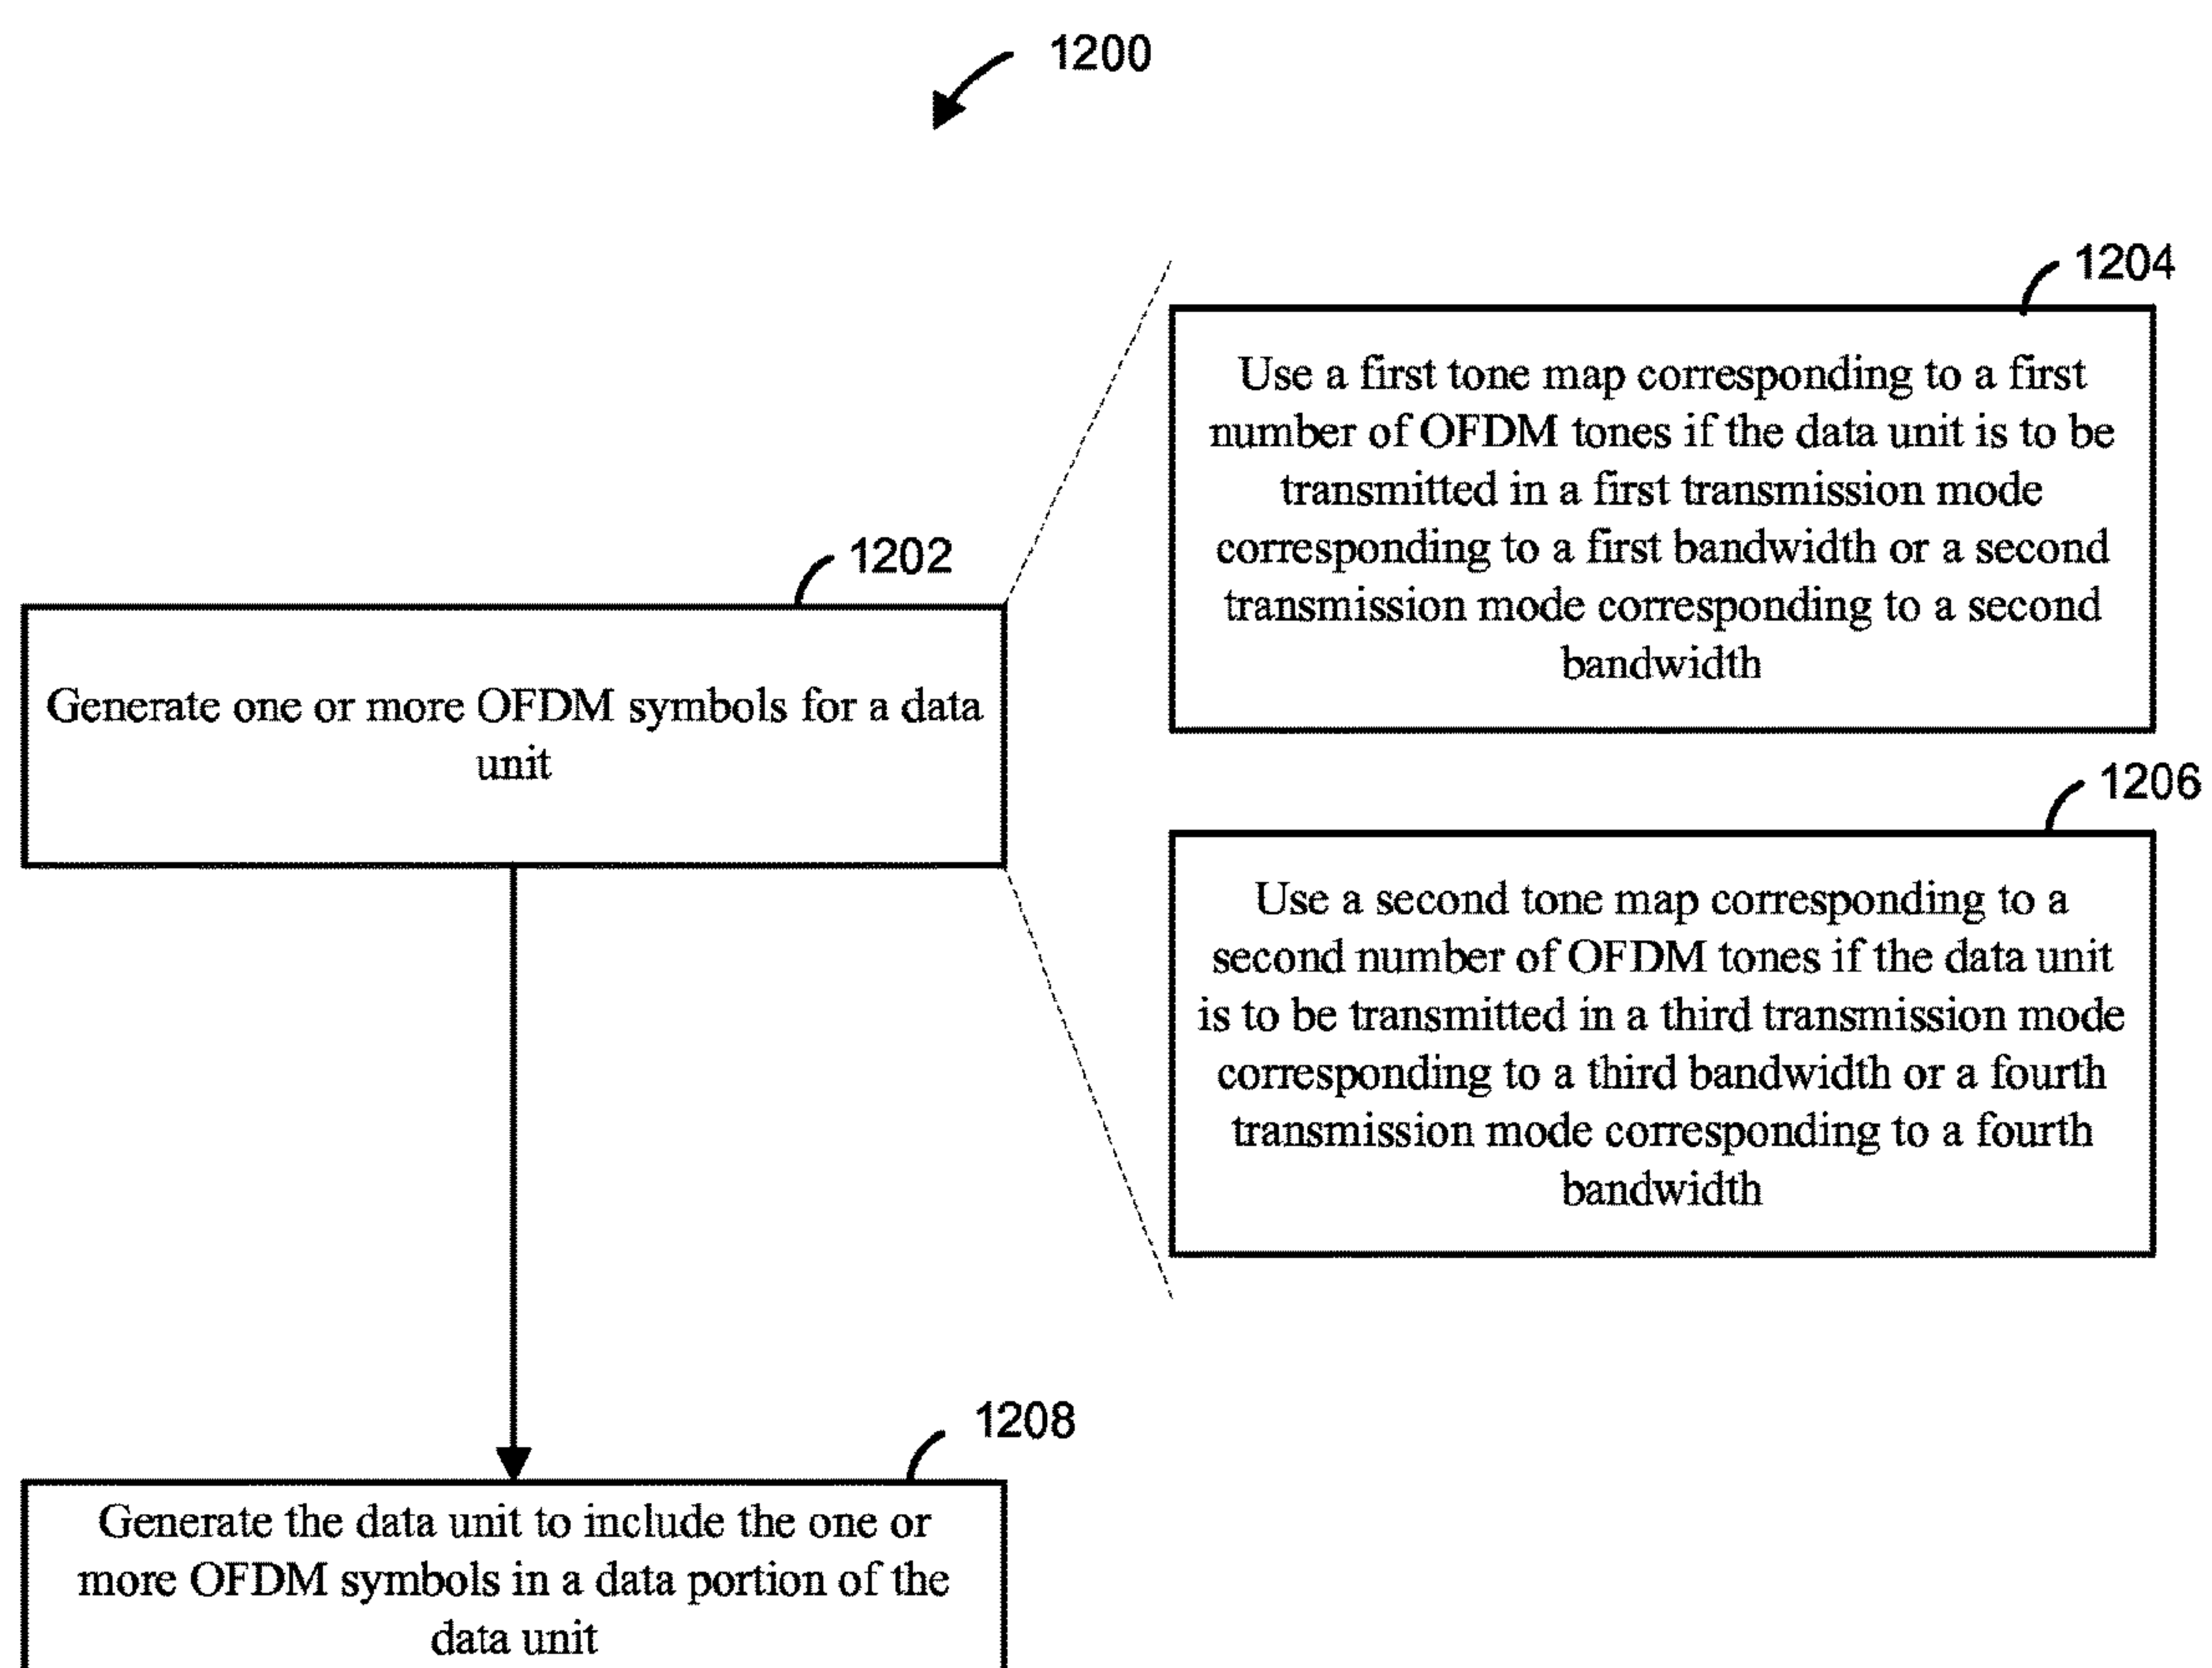 1200
1204
Use a first tone map corresponding to a first
number of OFDM tones if the data unit is to be
transmitted in a first transmission mode
corresponding to a first bandwidth or a second
transmission mode corresponding to a second
bandwidth
1202
Generate one or more OFDM symbols for a data
unit
1206
Use a second tone map corresponding to a
second number of OFDM tones if the data unit
is to be transmitted in a third transmission mode
corresponding to a third bandwidth or a fourth
transmission mode corresponding to a fourth
bandwidth
1208
Generate the data unit to include the one or
more OFDM symbols in a data portion of the
data unit